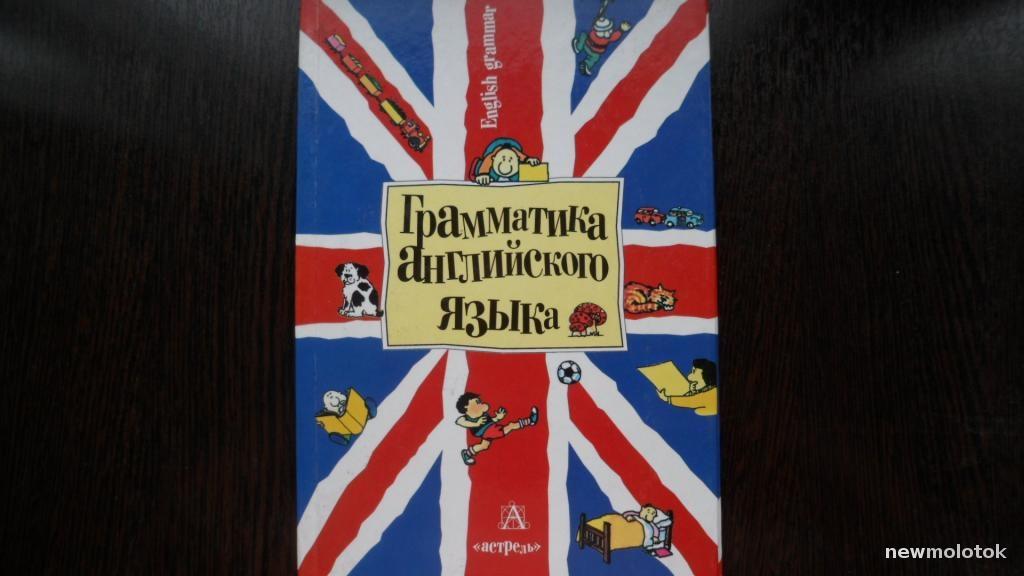 English grammar
Грамматика
английского
языка
А
«астрель»
newmolotok